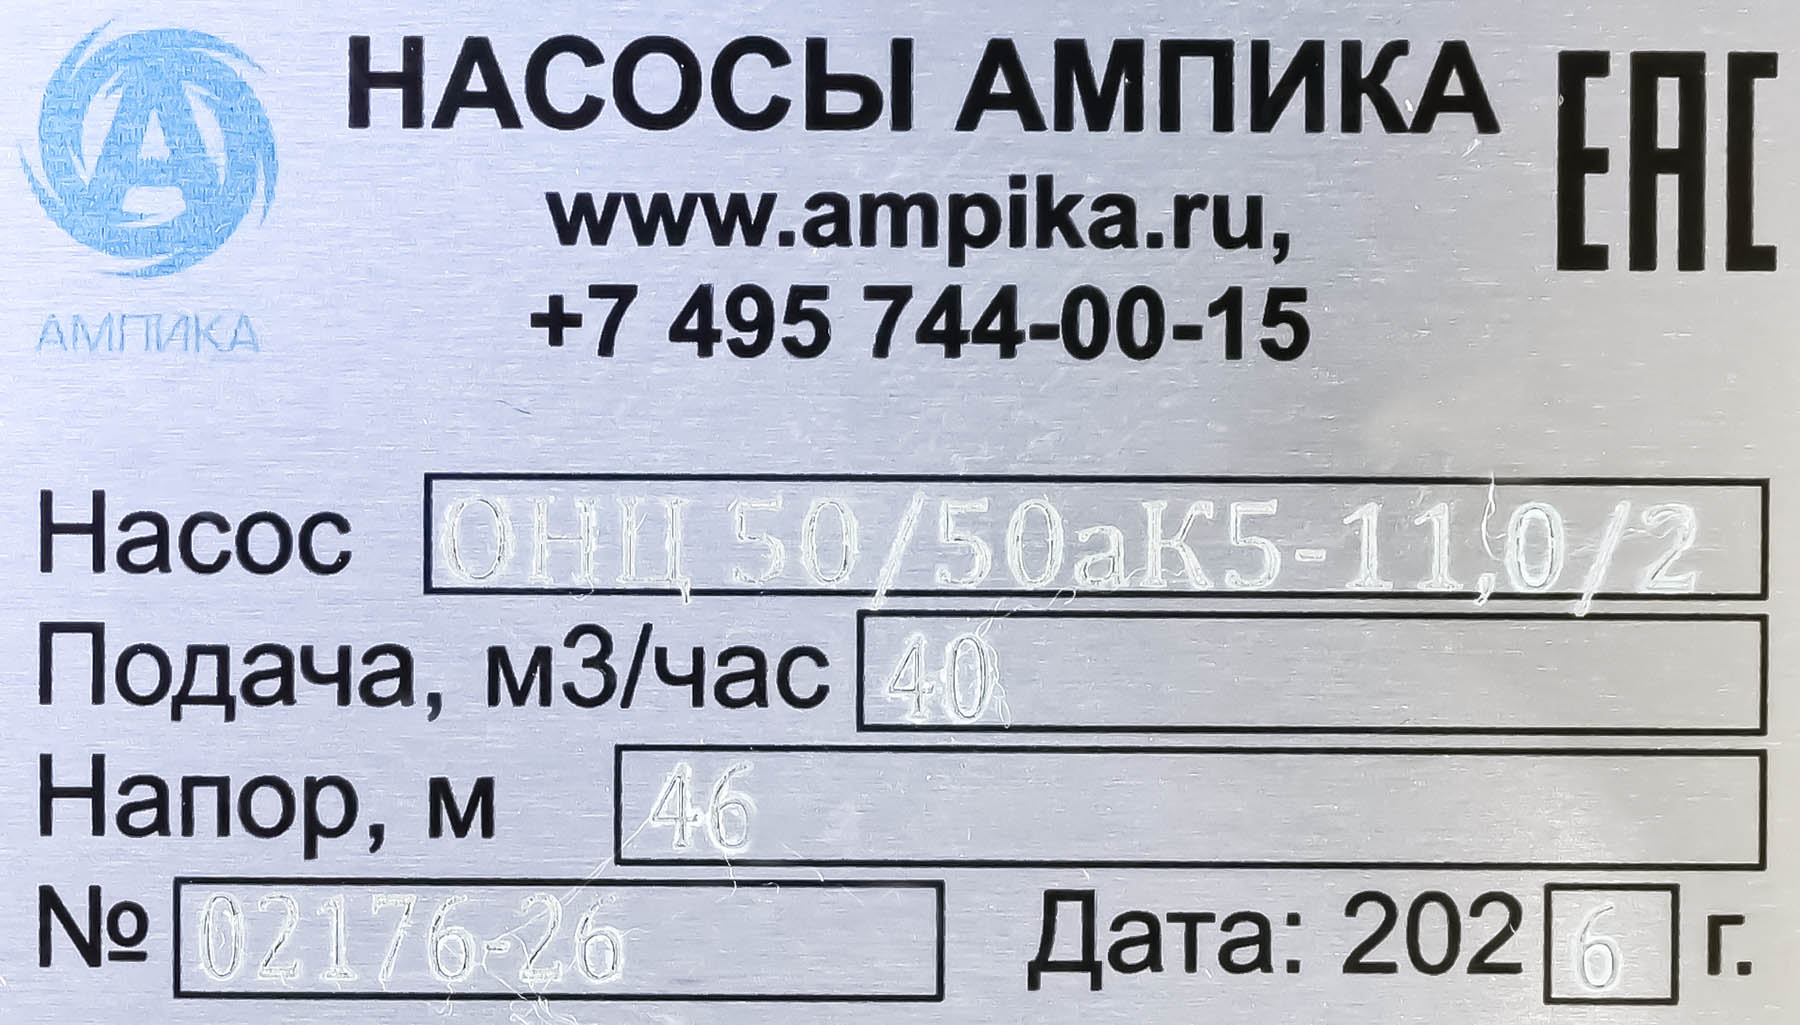 АМПИКА
НАСОСЫ АМПИКА
EAC
www.ampika.ru,
+7 495 744-00-15
Насос ОНЦ 50/50аК5-11,0/2
Подача, м3/час 40
Напор, м 46
№ 02176-26 Дата: 2026 г.